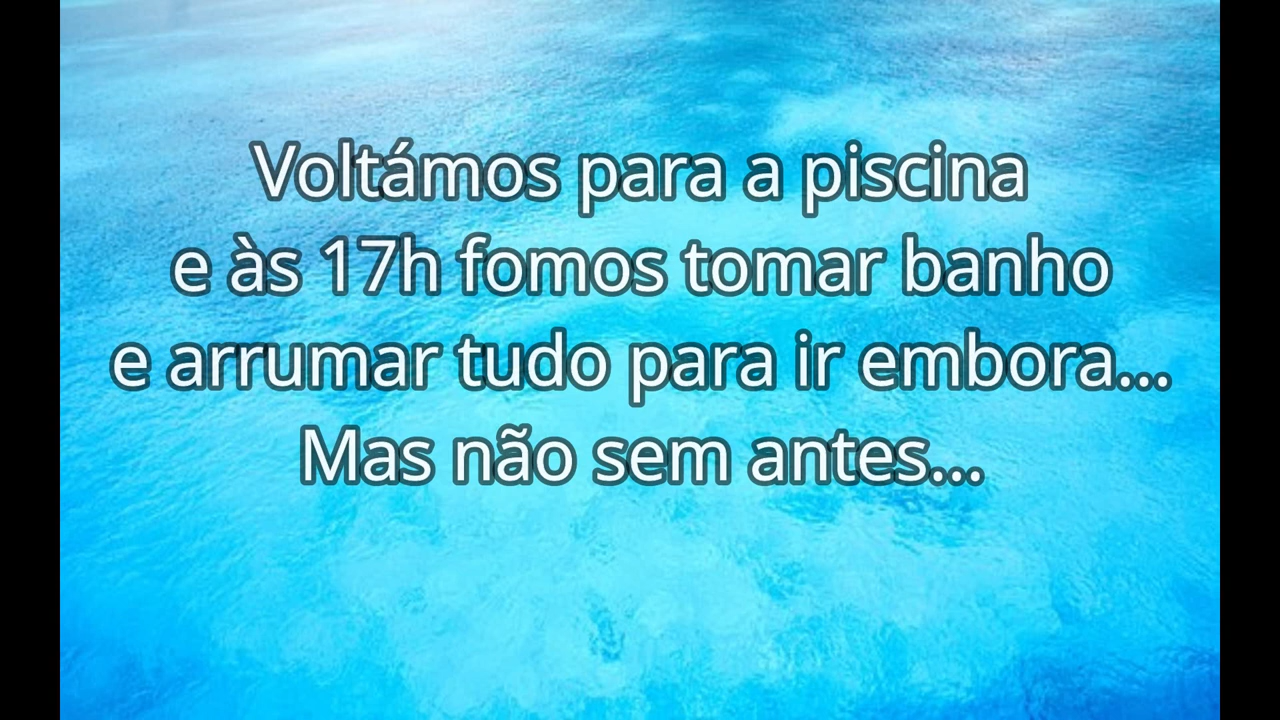 Voltámos para a piscina
e às 17h fomos tomar banho
e arrumar tudo para ir embora...
Mas não sem antes...